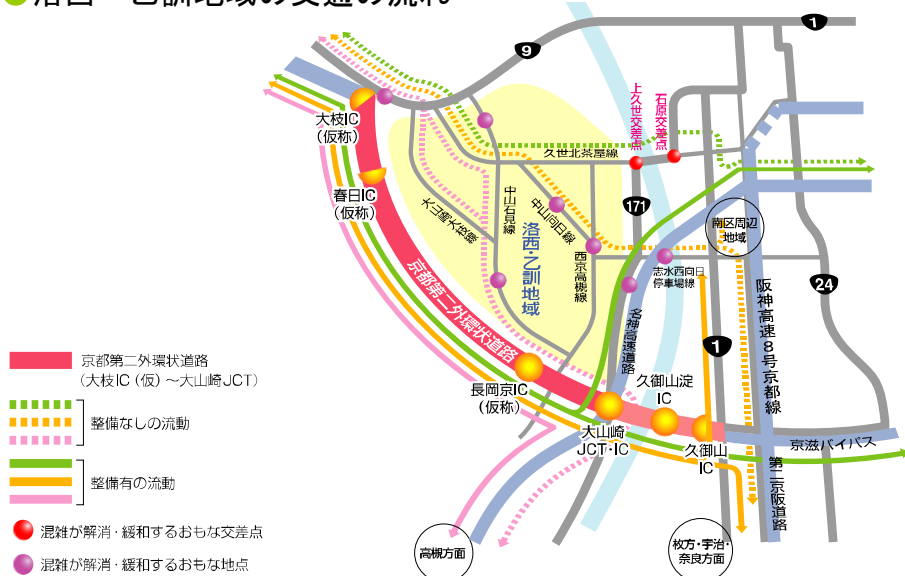 ●洛西・乙訓地域の交通の流れ
1
9
上久世交差点
石原交差点
大枝IC
(仮称)
久世北茶屋線
春日IC
(仮称)
大山崎大枝線
中山石見線
中山向日線
171
洛西・乙訓地域
西京高槻線
南区周辺
地域
志水西向日
停車場線
24
京都第二外環状道路
名神高速道路
阪神高速8号京都線
1
京都第二外環状道路
(大枝IC(仮)~大山崎JCT)
長岡京IC
(仮称)
久御山淀
IC
整備なしの流動
大山崎
JCT・IC
久御山
IC
京滋バイパス
第二京阪道路
整備有の流動
混雑が解消・緩和するおもな交差点
高槻方面
枚方・宇治・
奈良方面
混雑が解消・緩和するおもな地点